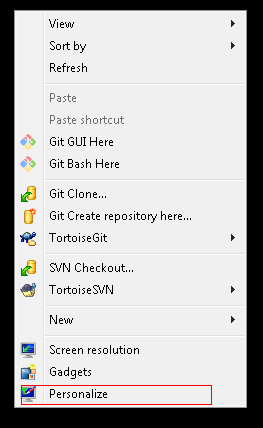 View
Sort by
Refresh
Paste
Paste shortcut
Git GUI Here
Git Bash Here
Git Clone...
Git Create repository here...
TortoiseGit
SVN Checkout...
TortoiseSVN
New
Screen resolution
Gadgets
Personalize